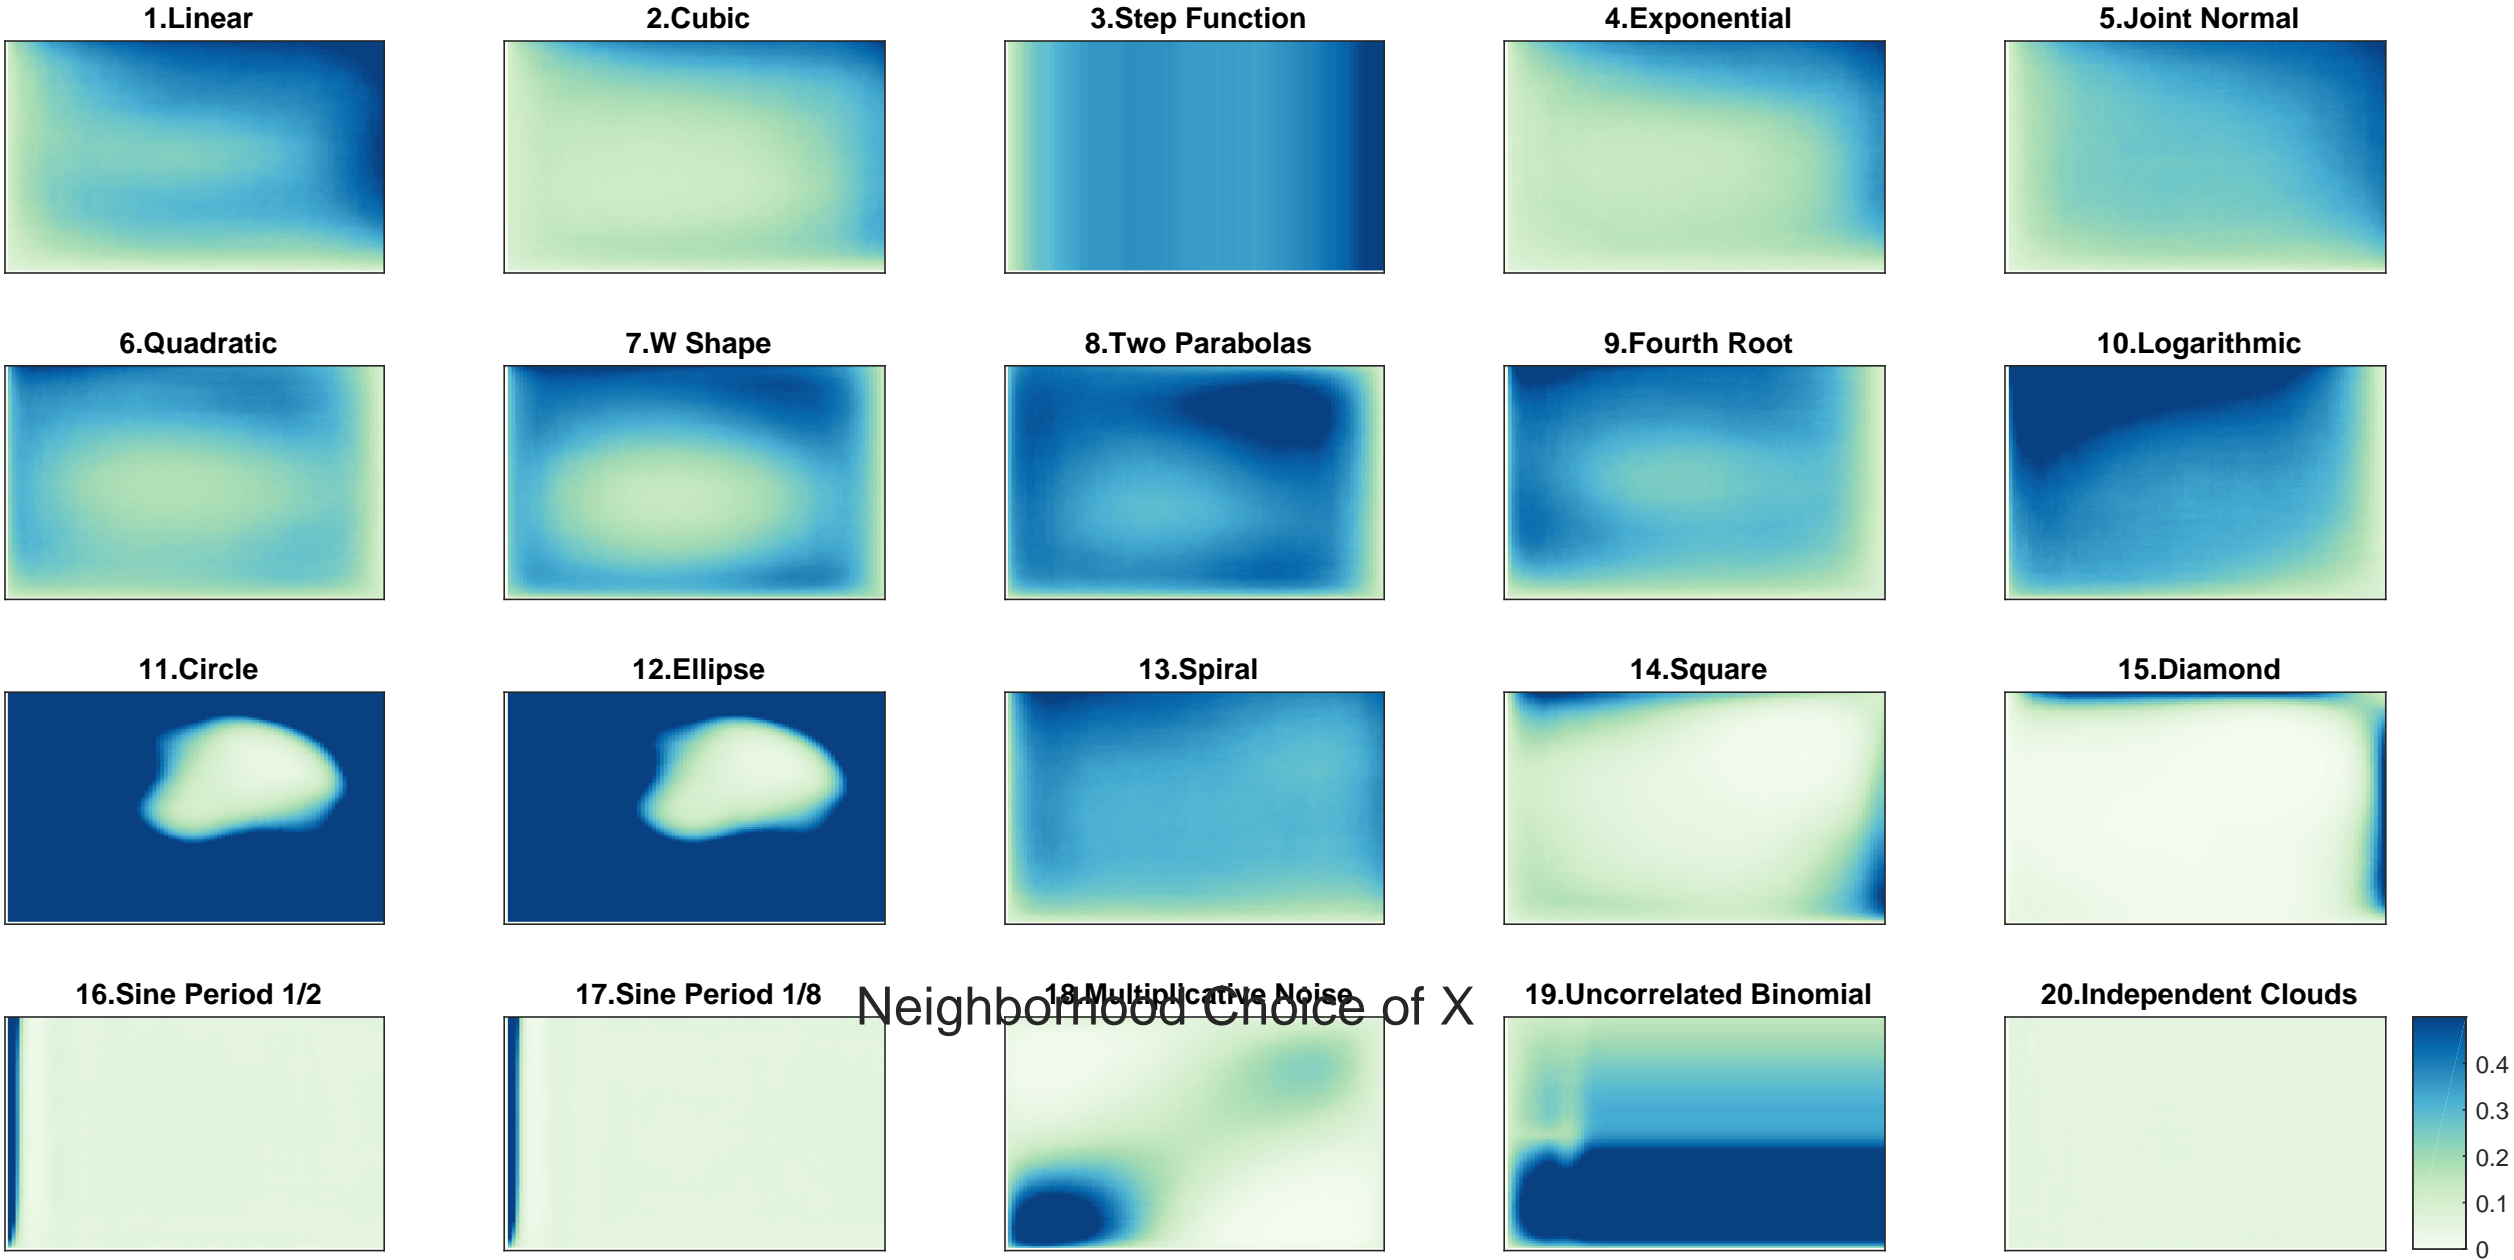 1.Linear
2.Cubic
3.Step Function
4.Exponential
5.Joint Normal
6.Quadratic
7.W Shape
8.Two Parabolas
9.Fourth Root
10.Logarithmic
11.Circle
12.Ellipse
13.Spiral
14.Square
15.Diamond
16.Sine Period 1/2
17.Sine Period 1/8
18.Multiplicative Noise
19.Uncorrelated Binomial
20.Independent Clouds
Neighborhood Choice of X
0.4
0.3
0.2
0.1
0